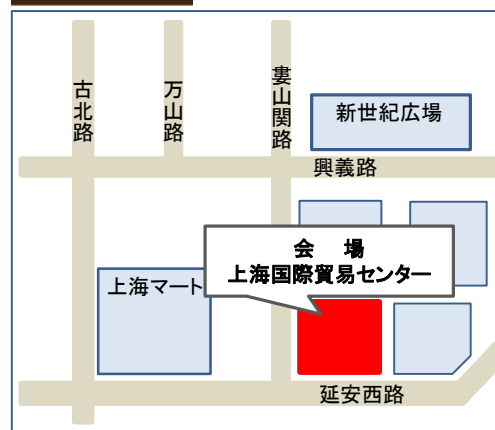 古北路
万山路
婁山関路
新世紀広場
興義路
会　場
上海国際貿易センター
上海マート
延安西路